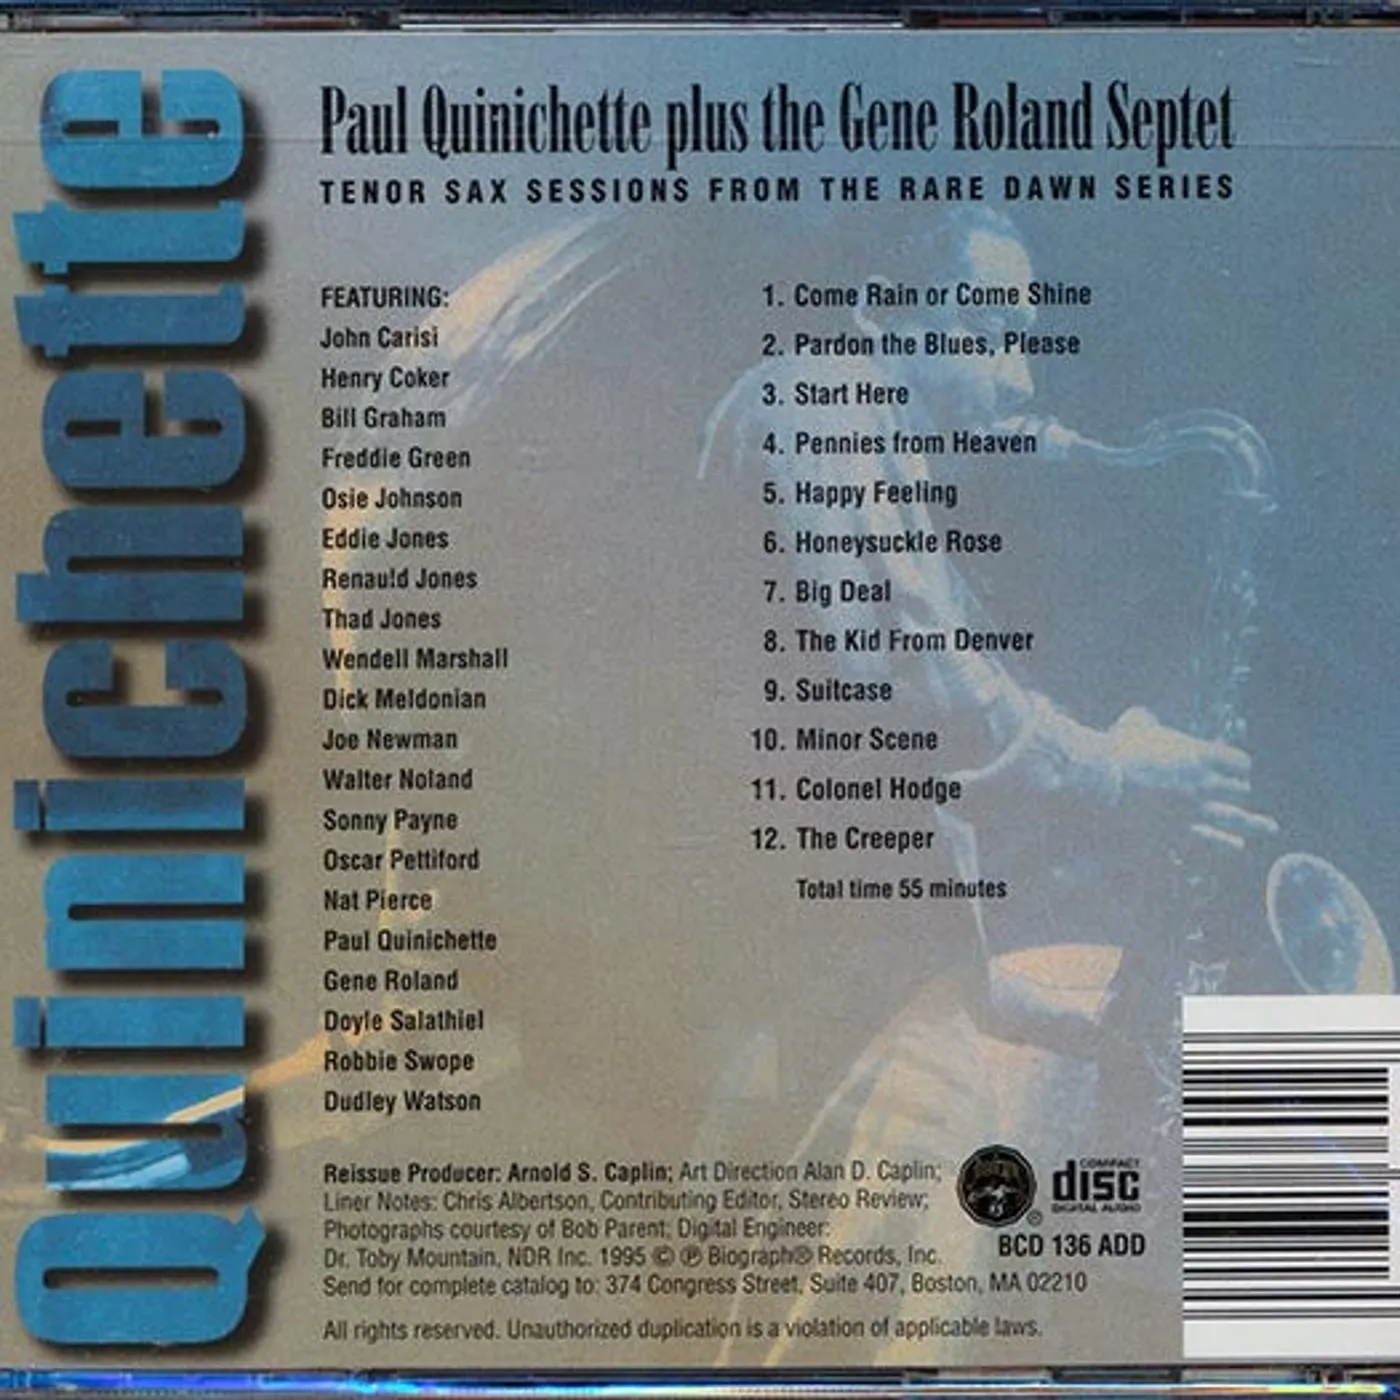 Quinichette
Paul Quinichette plus the Gene Roland Septet
TENOR SAX SESSIONS FROM THE RARE DAWN SERIES
FEATURING:
John Carisi
Henry Coker
Bill Graham
Freddie Green
Osie Johnson
Eddie Jones
Renauld Jones
Thad Jones
Wendell Marshall
Dick Meldonian
Joe Newman
Walter Noland
Sonny Payne
Oscar Pettiford
Nat Pierce
Paul Quinichette
Gene Roland
Doyle Salathiel
Robbie Swope
Dudley Watson
1. Come Rain or Come Shine
2. Pardon the Blues, Please
3. Start Here
4. Pennies from Heaven
5. Happy Feeling
6. Honeysuckle Rose
7. Big Deal
8. The Kid From Denver
9. Suitcase
10. Minor Scene
11. Colonel Hodge
12. The Creeper
Total time 55 minutes
Reissue Producer: Arnold S. Caplin; Art Direction Alan D. Caplin;
Liner Notes: Chris Albertson, Contributing Editor, Stereo Review;
Photographs courtesy of Bob Parent; Digital Engineer:
Dr. Toby Mountain, NDR Inc. 1995 © ℗ Biograph® Records, Inc.
Send for complete catalog to: 374 Congress Street, Suite 407, Boston, MA 02210
All rights reserved. Unauthorized duplication is a violation of applicable laws.
®
COMPACT
disc
DIGITAL AUDIO
BCD 136 ADD